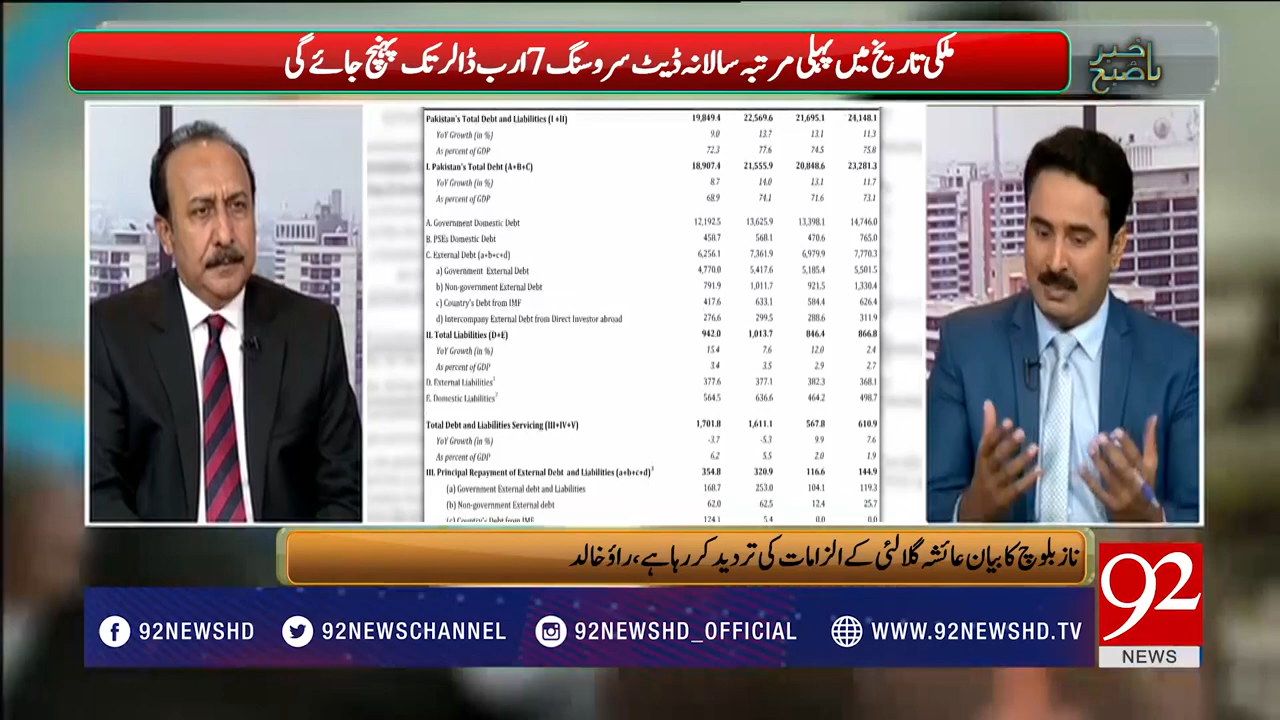 ملکی تاریخ میں پہلی مرتبہ سالانہ ڈیٹ سروسنگ 7 ارب ڈالر تک پہنچ جائے گی
باخبر صبح
Pakistan's Total Debt and Liabilities (I+II) 19,849.4 22,569.6 21,695.1 24,148.1
YoY Growth (in %) 9.0 13.7 13.1 11.3
As percent of GDP 72.3 77.6 74.5 75.8
I. Pakistan's Total Debt (A+B+C) 18,907.4 21,555.9 20,848.6 23,281.3
YoY Growth (in %) 8.7 14.0 13.1 11.7
As percent of GDP 68.9 74.1 71.6 73.1
A. Government Domestic Debt 12,192.5 13,625.9 13,398.1 14,746.0
B. PSEs Domestic Debt 458.7 568.1 470.6 765.0
C. External Debt (a+b+c+d) 6,256.1 7,361.9 6,979.9 7,770.3
a) Government External Debt 4,770.0 5,417.6 5,185.4 5,501.5
b) Non-government External Debt 791.9 1,011.7 921.5 1,330.4
c) Country's Debt from IMF 417.6 633.1 584.4 626.4
d) Intercompany External Debt from Direct Investor abroad 276.6 299.5 288.6 311.9
II. Total Liabilities (D+E) 942.0 1,013.7 846.4 866.8
YoY Growth (in %) 15.4 7.6 12.0 2.4
As percent of GDP 3.4 3.5 2.9 2.7
D. External Liabilities 377.6 377.1 382.3 368.1
E. Domestic Liabilities 564.5 636.6 464.2 498.7
Total Debt and Liabilities Servicing (III+IV+V) 1,701.8 1,611.1 567.8 610.9
YoY Growth (in %) -3.7 -5.3 9.9 7.6
As percent of GDP 6.2 5.5 2.0 1.9
III. Principal Repayment of External Debt and Liabilities (a+b+c+d) 354.8 320.9 116.6 144.9
(a) Government External debt and Liabilities 168.7 253.0 104.1 119.3
(b) Non-government External debt 62.0 62.5 12.4 25.7
(c) Country's Debt from IMF 124.1 5.4 0.0 0.0
ناز بلوچ کا بیان عائشہ گلالئی کے الزامات کی تردید کر رہا ہے، راؤ خالد
92NEWSHD 92NEWSCHANNEL 92NEWSHD_OFFICIAL WWW.92NEWSHD.TV
92
NEWS